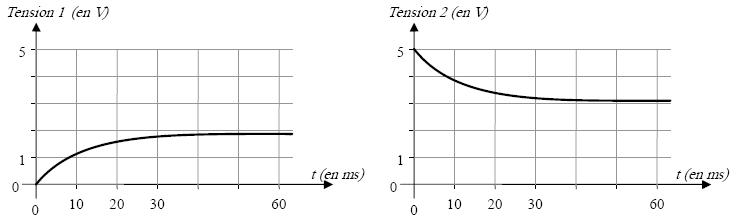 Tension 1 (en V)
5
1
0
0 10 20 30 60
t (en ms)
Tension 2 (en V)
5
1
0
0 10 20 30 60
t (en ms)